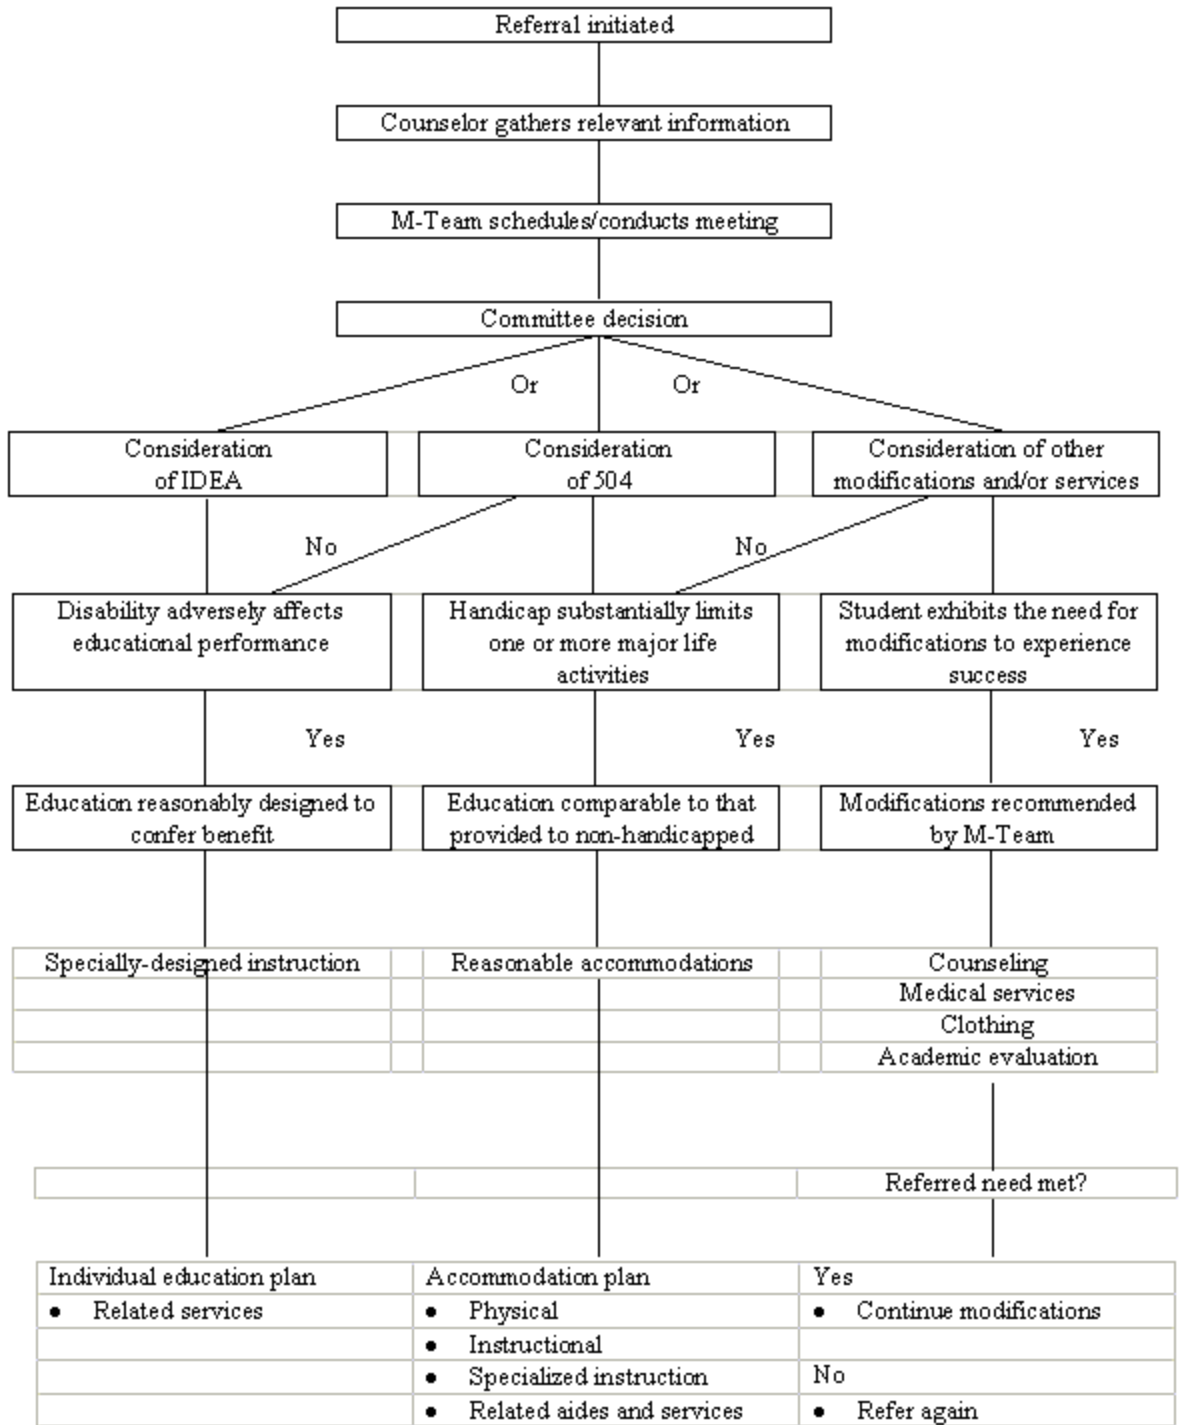 Referral initiated
Counselor gathers relevant information
M-Team schedules/conducts meeting
Committee decision
Or
Or
Consideration
of IDEA
Consideration
of 504
Consideration of other
modifications and/or services
No
No
Disability adversely affects
educational performance
Handicap substantially limits
one or more major life
activities
Student exhibits the need for
modifications to experience
success
Yes
Yes
Yes
Education reasonably designed to
confer benefit
Education comparable to that
provided to non-handicapped
Modifications recommended
by M-Team
Specially-designed instruction
Reasonable accommodations
Counseling
Medical services
Clothing
Academic evaluation
Referred need met?
Individual education plan
• Related services
Accommodation plan
• Physical
• Instructional
• Specialized instruction
• Related aides and services
Yes
• Continue modifications
No
• Refer again